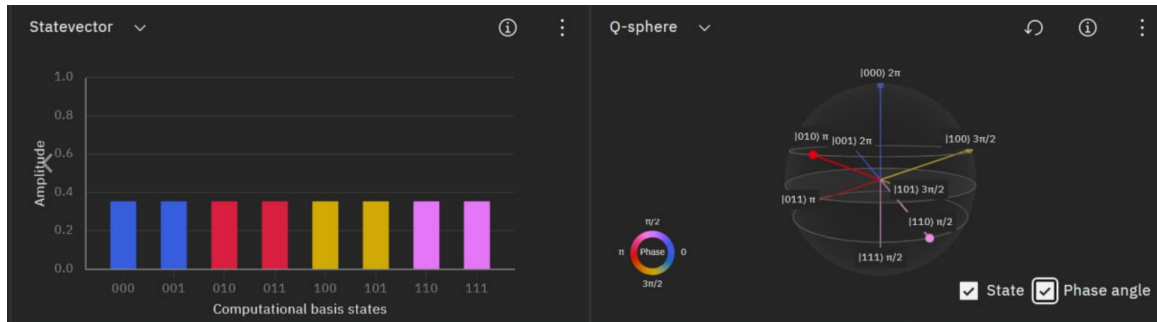 Statevector
Amplitude
1.0
0.8
0.6
0.4
0.2
0.0
000 001 010 011 100 101 110 111
Computational basis states
Q-sphere
|000⟩ 2π
|010⟩ π
|001⟩ 2π
|100⟩ 3π/2
|101⟩ 3π/2
|011⟩ π
|110⟩ π/2
|111⟩ π/2
π/2
π Phase 0
3π/2
State Phase angle